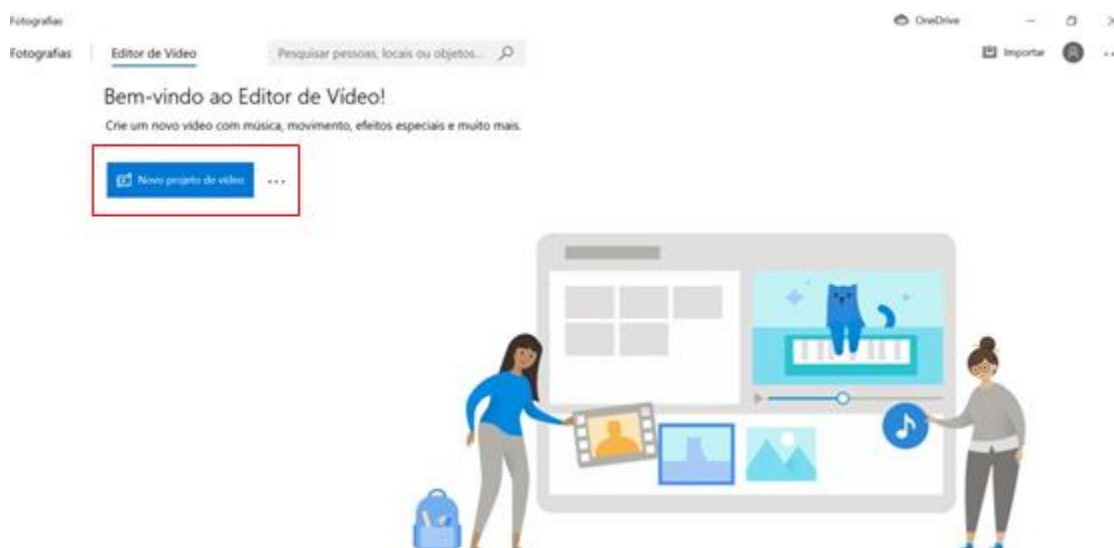 Fotografias
OneDrive
Fotografias
Editor de Vídeo
Pesquisar pessoas, locais ou objetos...
Importar
Bem-vindo ao Editor de Vídeo!
Crie um novo vídeo com música, movimento, efeitos especiais e muito mais.
Novo projeto de vídeo